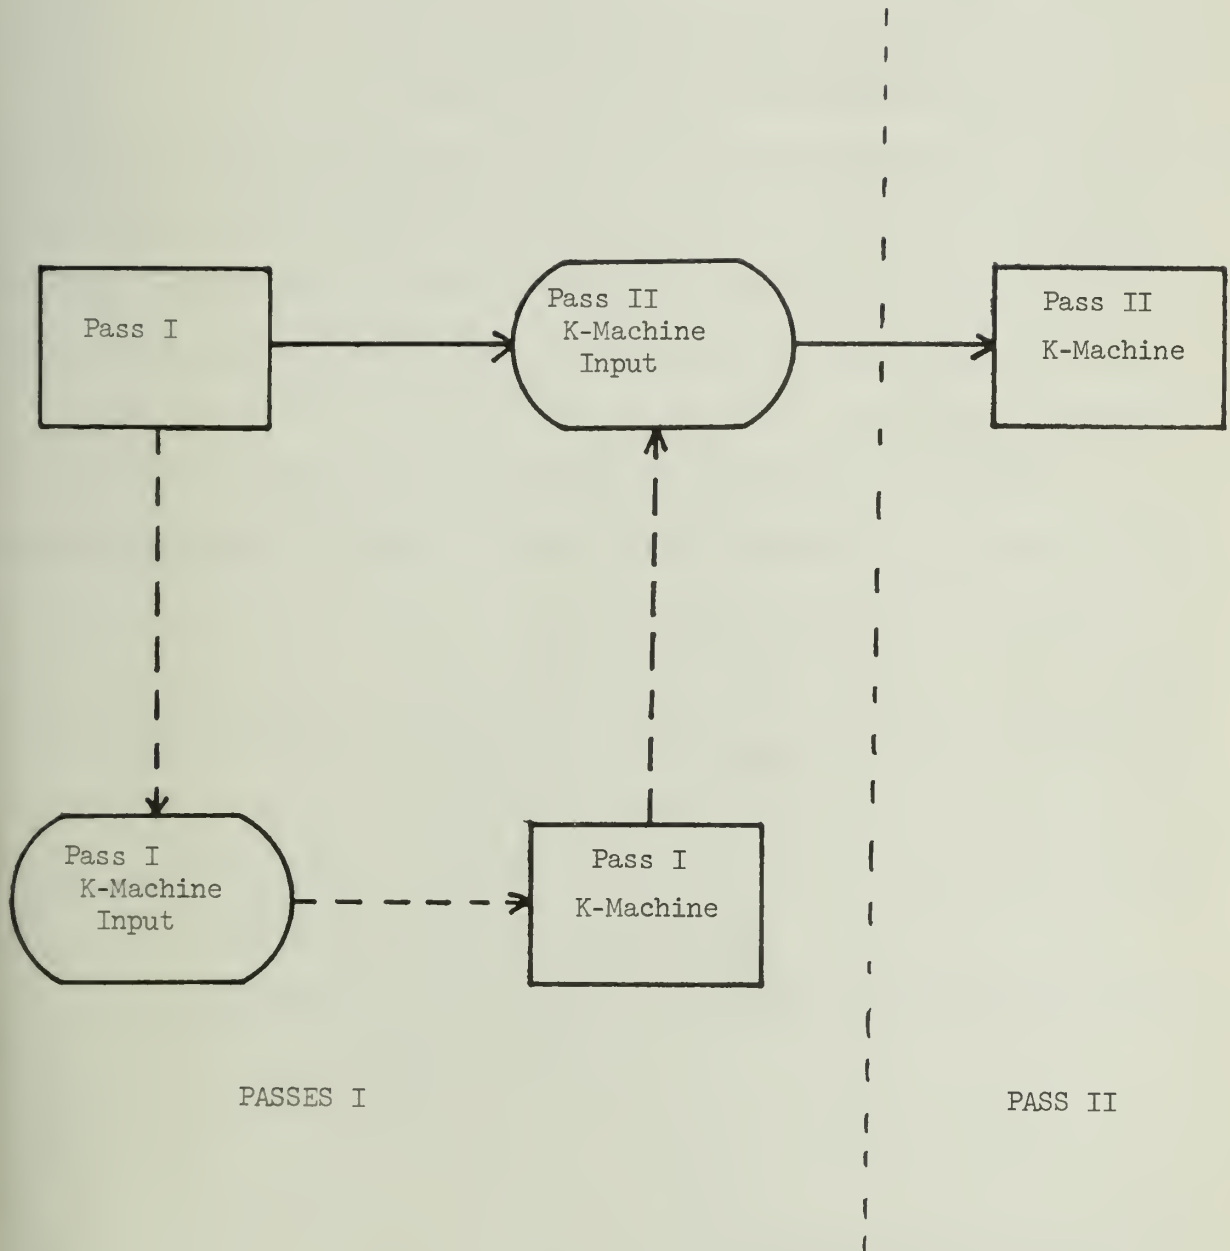 Pass I
Pass II
K-Machine
Input
Pass II
K-Machine
Pass I
K-Machine
Input
Pass I
K-Machine
PASSES I
PASS II